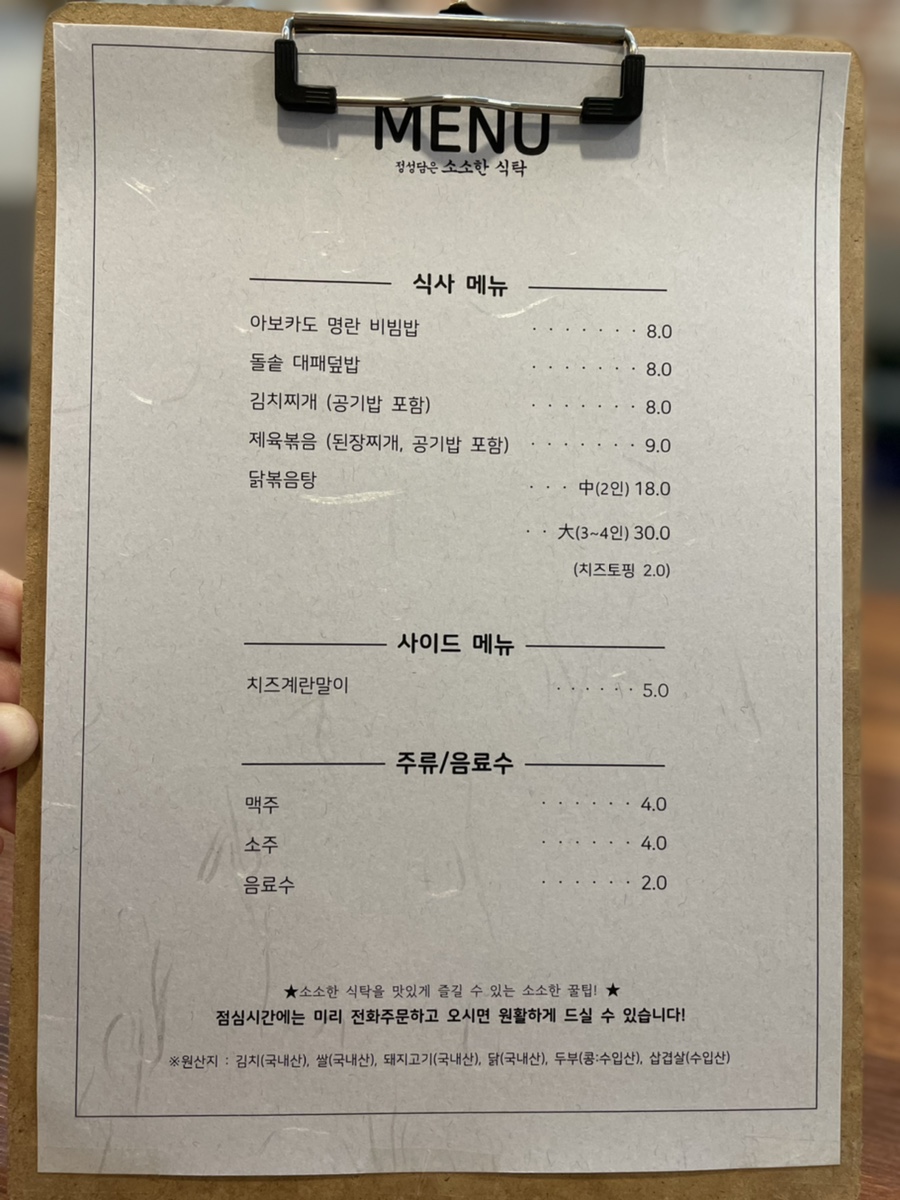 MENU
정성담은 소소한 식탁
식사 메뉴
아보카도 명란 비빔밥 · · · · · · · 8.0
돌솥 대패덮밥 · · · · · · · 8.0
김치찌개 (공기밥 포함) · · · · · · · 8.0
제육볶음 (된장찌개, 공기밥 포함) · · · · · · · 9.0
닭볶음탕 · · · 中(2인) 18.0
· · 大(3~4인) 30.0
(치즈토핑 2.0)
사이드 메뉴
치즈계란말이 · · · · · · 5.0
주류/음료수
맥주 · · · · · · 4.0
소주 · · · · · · 4.0
음료수 · · · · · · 2.0
★소소한 식탁을 맛있게 즐길 수 있는 소소한 꿀팁! ★
점심시간에는 미리 전화주문하고 오시면 원활하게 드실 수 있습니다!
※원산지 : 김치(국내산), 쌀(국내산), 돼지고기(국내산), 닭(국내산), 두부(콩:수입산), 삽겹살(수입산)